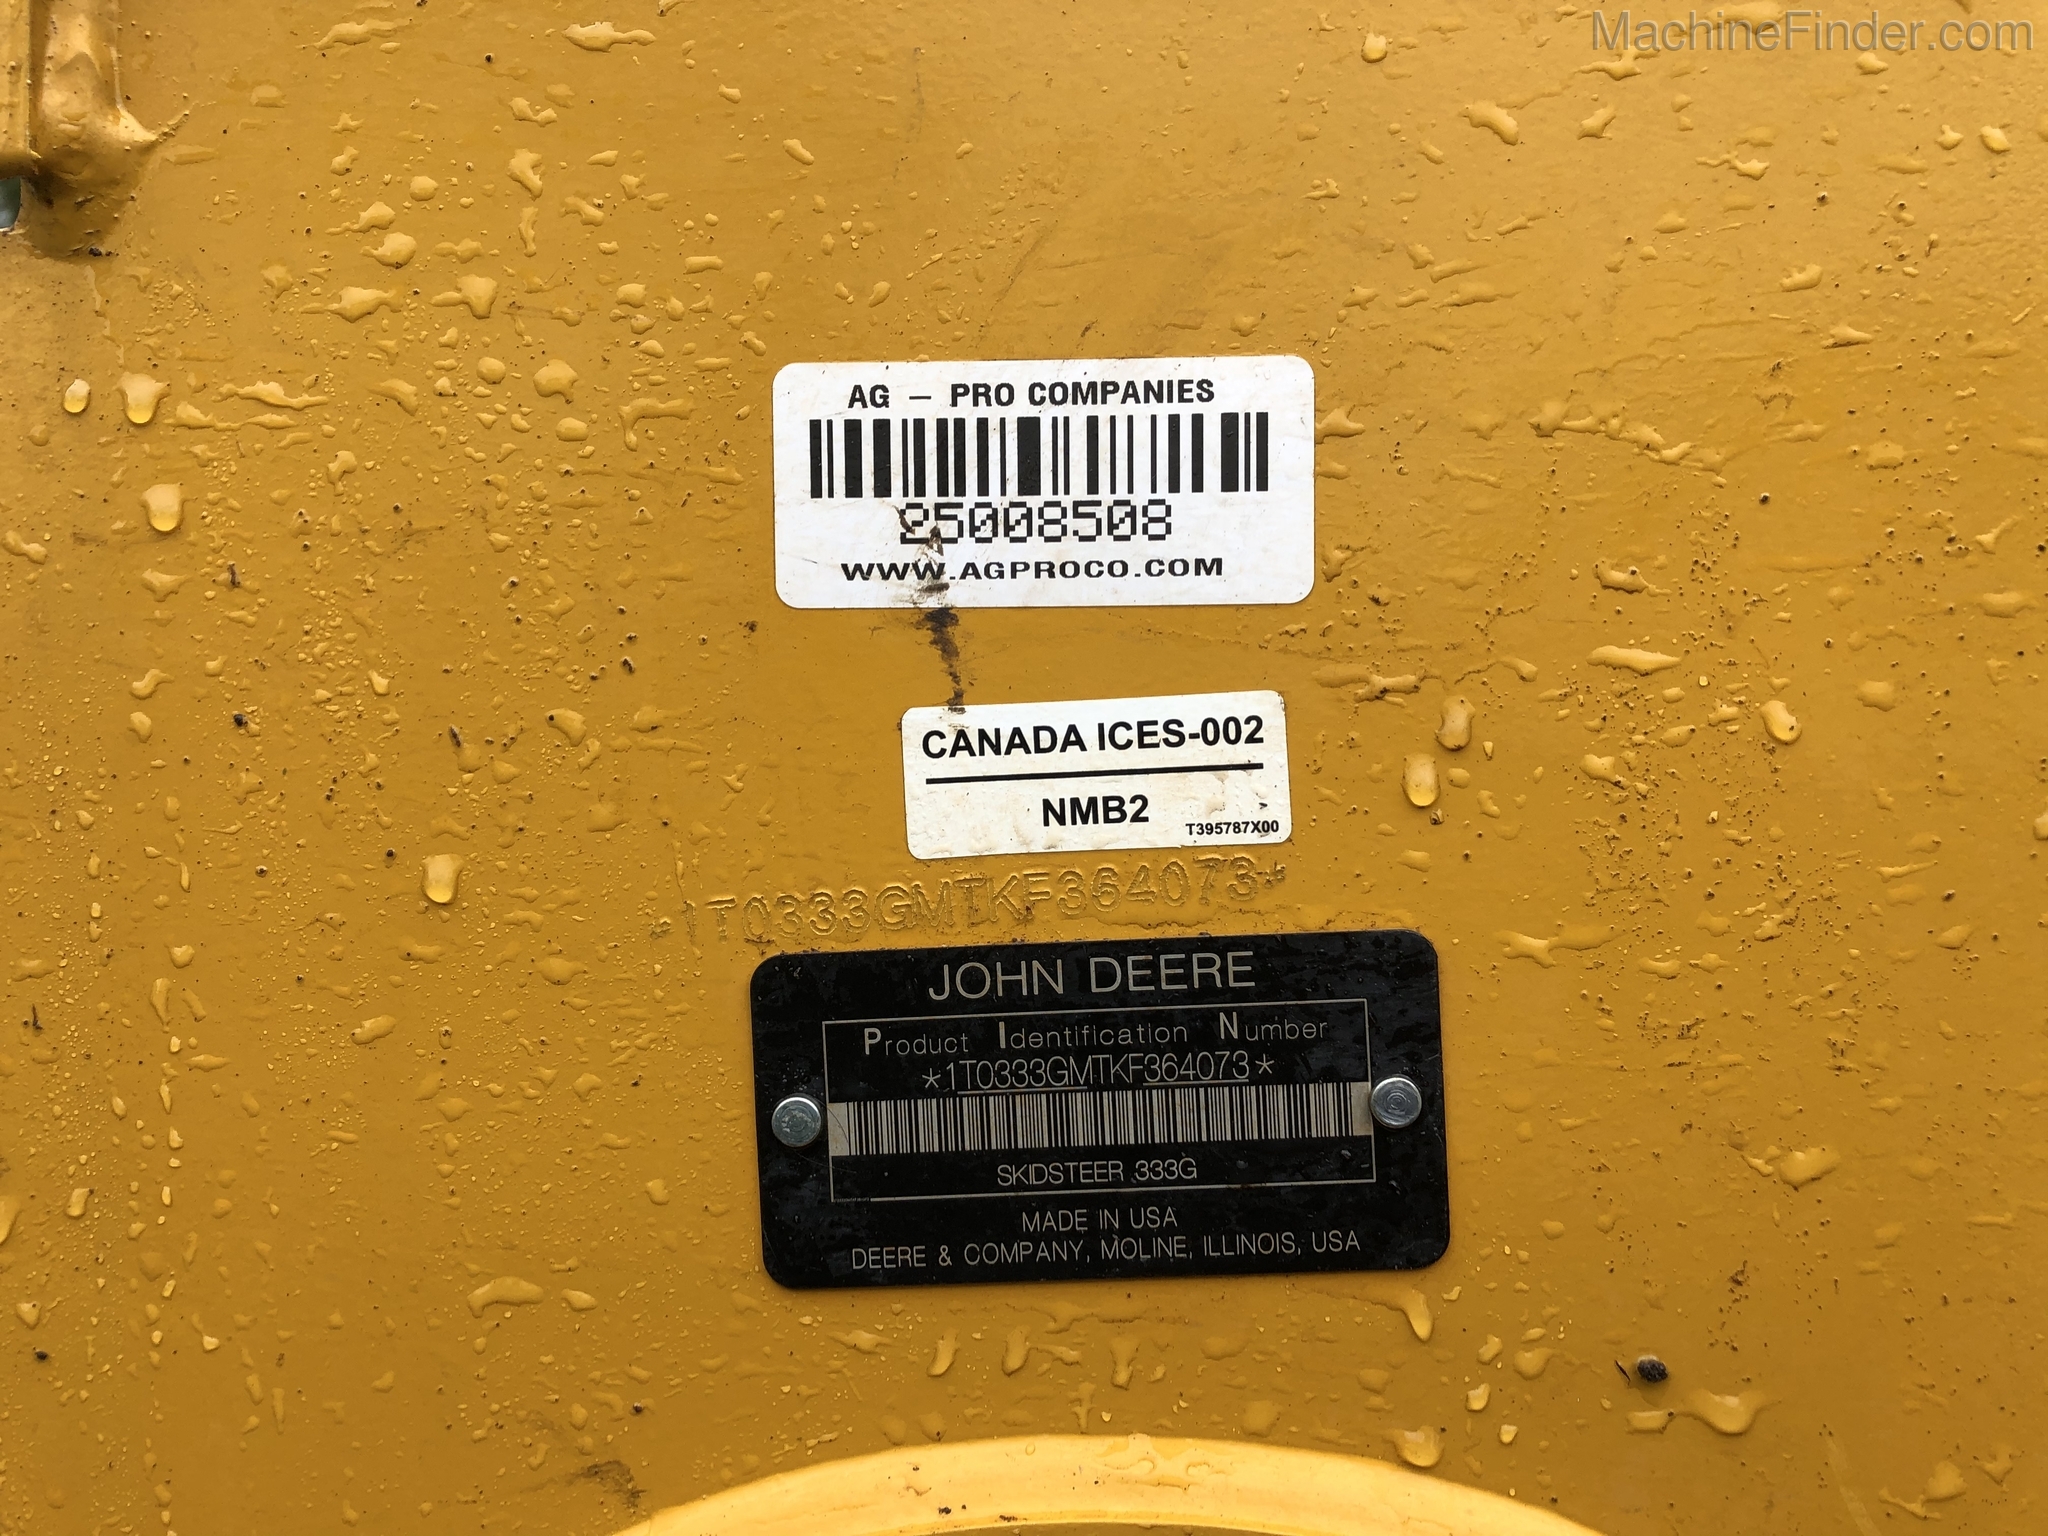 MachineFinder.com
AG – PRO COMPANIES
25008508
WWW.AGPROCO.COM
CANADA ICES-002
NMB2
T395787X00
*1T0333GMTKF364073*
JOHN DEERE
Product Identification Number
*1T0333GMTKF364073*
SKIDSTEER 333G
MADE IN USA
DEERE & COMPANY, MOLINE, ILLINOIS, USA